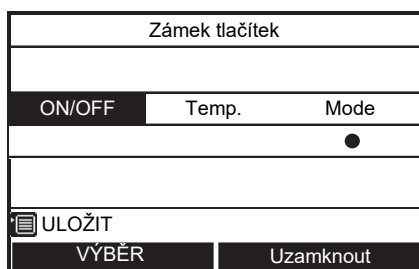 Zámek tlačítek
ON/OFF Temp. Mode
ULOŽIT
VÝBĚR Uzamknout